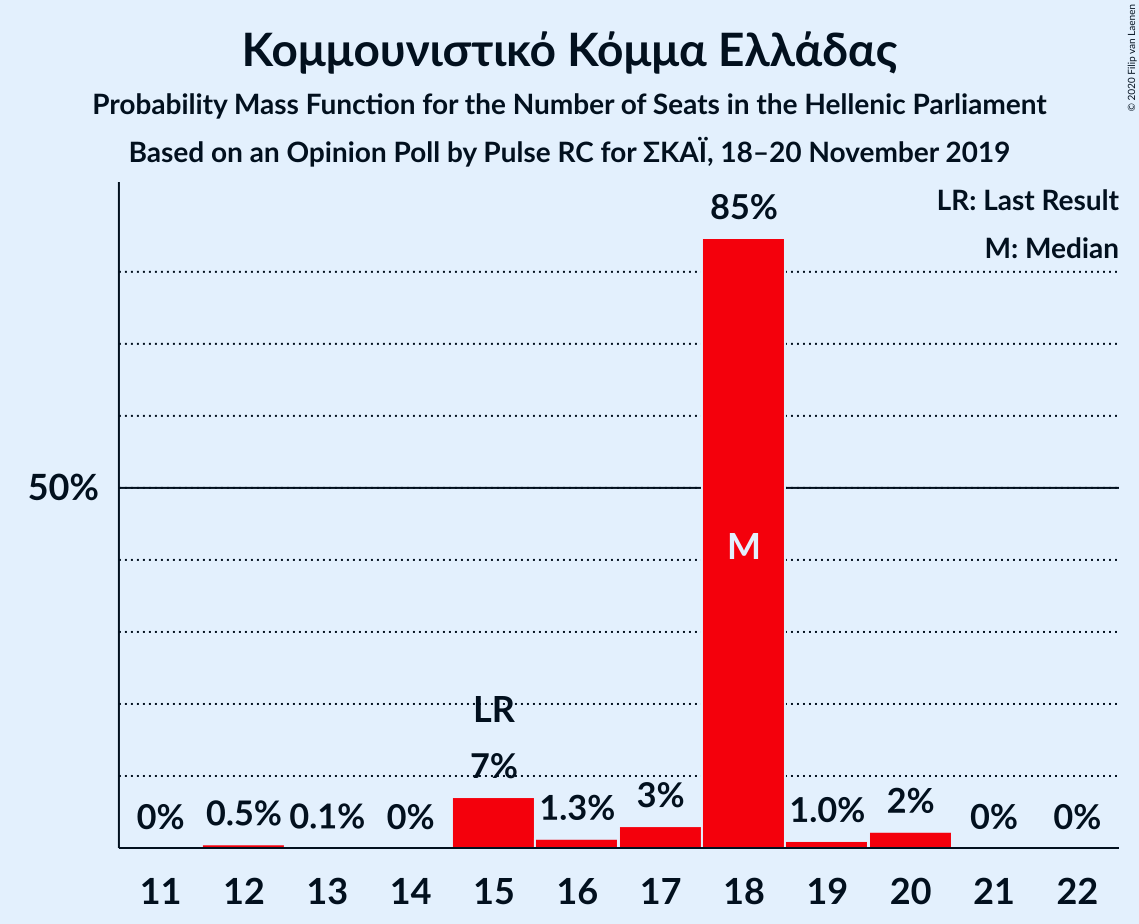 Κομμουνιστικό Κόμμα Ελλάδας
Probability Mass Function for the Number of Seats in the Hellenic Parliament
Based on an Opinion Poll by Pulse RC for ΣΚΑΪ, 18–20 November 2019
© 2020 Filip van Laenen
LR: Last Result
M: Median
85%
50%
M
LR
7%
0% 0.5% 0.1% 0% 1.3% 3% 1.0% 2% 0% 0%
11 12 13 14 15 16 17 18 19 20 21 22